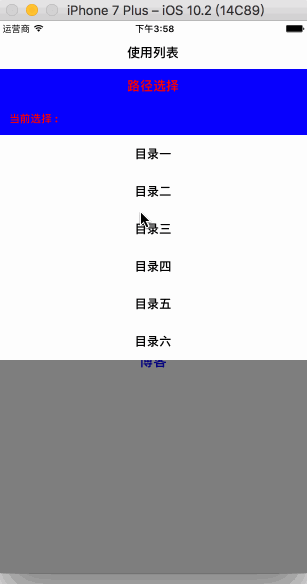 iPhone 7 Plus – iOS 10.2 (14C89)
运营商 下午3:58
使用列表
路径选择
当前选择：
目录一
目录二
目录三
目录四
目录五
目录六
博客